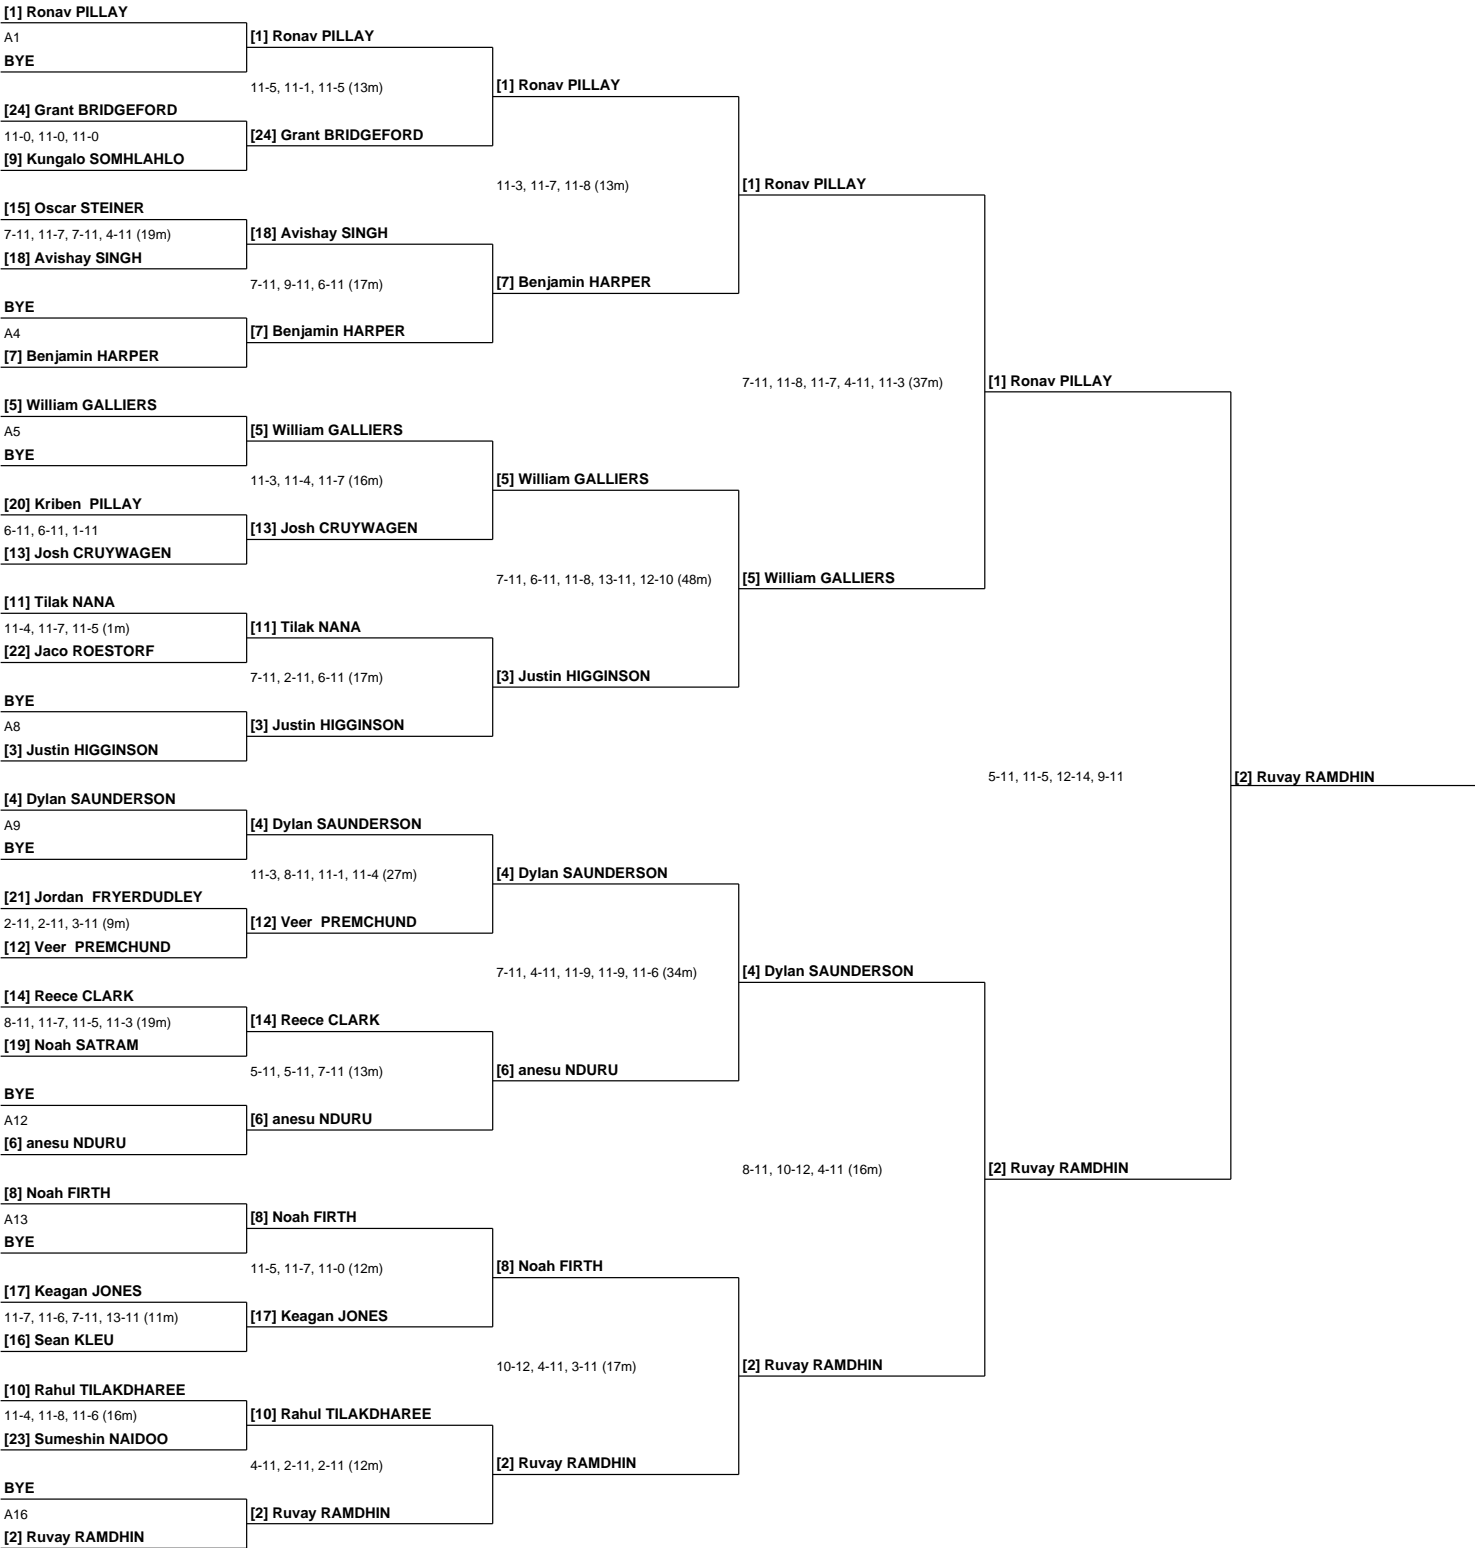 [1] Ronav PILLAY
A1
BYE
[24] Grant BRIDGEFORD
11-0, 11-0, 11-0
[9] Kungalo SOMHLAHLO
[15] Oscar STEINER
7-11, 11-7, 7-11, 4-11 (19m)
[18] Avishay SINGH
BYE
A4
[7] Benjamin HARPER
[5] William GALLIERS
A5
BYE
[20] Kriben  PILLAY
6-11, 6-11, 1-11
[13] Josh CRUYWAGEN
[11] Tilak NANA
11-4, 11-7, 11-5 (1m)
[22] Jaco ROESTORF
BYE
A8
[3] Justin HIGGINSON
[4] Dylan SAUNDERSON
A9
BYE
[21] Jordan  FRYERDUDLEY
2-11, 2-11, 3-11 (9m)
[12] Veer  PREMCHUND
[14] Reece CLARK
8-11, 11-7, 11-5, 11-3 (19m)
[19] Noah SATRAM
BYE
A12
[6] anesu NDURU
[8] Noah FIRTH
A13
BYE
[17] Keagan JONES
11-7, 11-6, 7-11, 13-11 (11m)
[16] Sean KLEU
[10] Rahul TILAKDHAREE
11-4, 11-8, 11-6 (16m)
[23] Sumeshin NAIDOO
BYE
A16
[2] Ruvay RAMDHIN
[1] Ronav PILLAY
11-5, 11-1, 11-5 (13m)
[24] Grant BRIDGEFORD
[18] Avishay SINGH
7-11, 9-11, 6-11 (17m)
[7] Benjamin HARPER
[5] William GALLIERS
11-3, 11-4, 11-7 (16m)
[13] Josh CRUYWAGEN
[11] Tilak NANA
7-11, 2-11, 6-11 (17m)
[3] Justin HIGGINSON
[4] Dylan SAUNDERSON
11-3, 8-11, 11-1, 11-4 (27m)
[12] Veer  PREMCHUND
[14] Reece CLARK
5-11, 5-11, 7-11 (13m)
[6] anesu NDURU
[8] Noah FIRTH
11-5, 11-7, 11-0 (12m)
[17] Keagan JONES
[10] Rahul TILAKDHAREE
4-11, 2-11, 2-11 (12m)
[2] Ruvay RAMDHIN
[1] Ronav PILLAY
11-3, 11-7, 11-8 (13m)
[7] Benjamin HARPER
[5] William GALLIERS
7-11, 6-11, 11-8, 13-11, 12-10 (48m)
[3] Justin HIGGINSON
[4] Dylan SAUNDERSON
7-11, 4-11, 11-9, 11-9, 11-6 (34m)
[6] anesu NDURU
[8] Noah FIRTH
10-12, 4-11, 3-11 (17m)
[2] Ruvay RAMDHIN
[1] Ronav PILLAY
7-11, 11-8, 11-7, 4-11, 11-3 (37m)
[5] William GALLIERS
[4] Dylan SAUNDERSON
8-11, 10-12, 4-11 (16m)
[2] Ruvay RAMDHIN
[1] Ronav PILLAY
5-11, 11-5, 12-14, 9-11
[2] Ruvay RAMDHIN
[2] Ruvay RAMDHIN